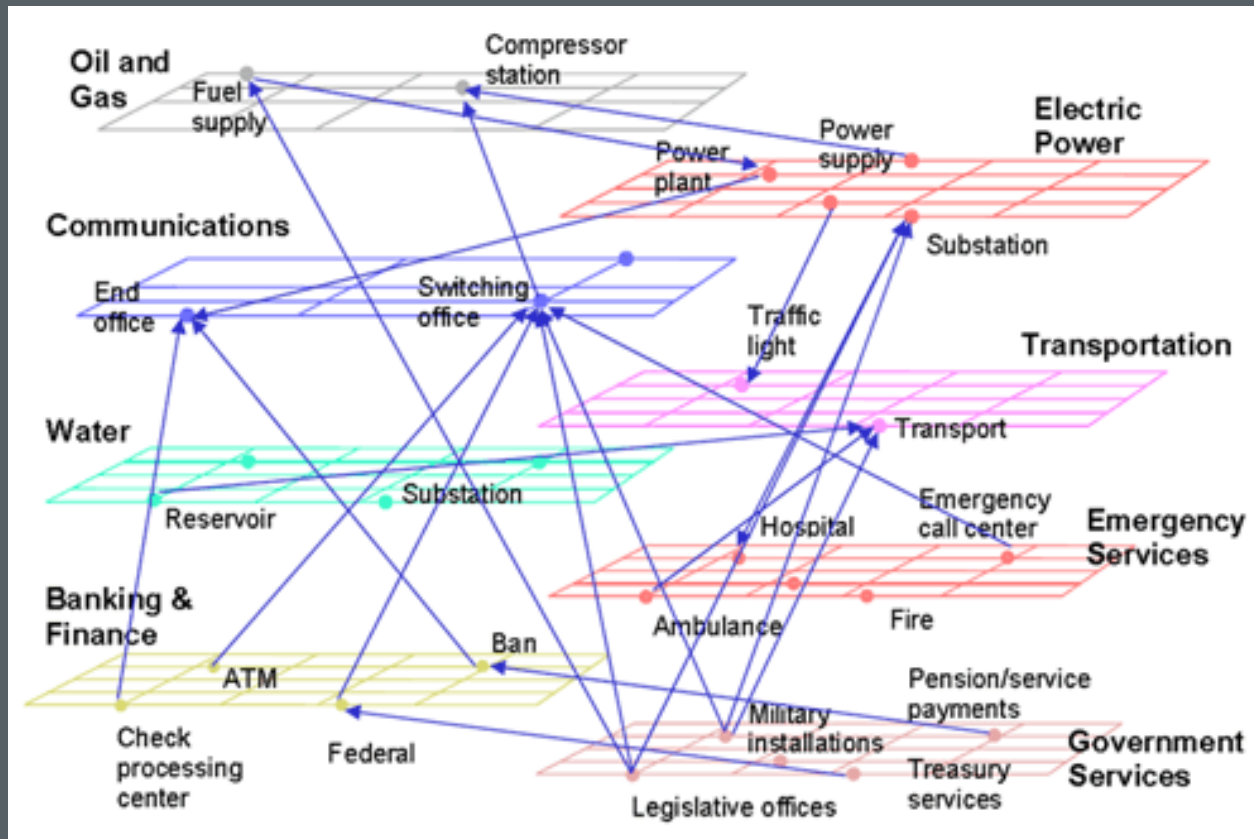 Oil and
Gas
Fuel
supply
Compressor
station
Electric
Power
Power
supply
Power
plant
Substation
Communications
End
office
Switching
office
Traffic
light
Transportation
Transport
Water
Reservoir
Substation
Hospital
Emergency
call center
Emergency
Services
Ambulance
Fire
Banking &
Finance
ATM
Ban
Check
processing
center
Federal
Pension/service
payments
Military
installations
Government
Services
Treasury
services
Legislative offices